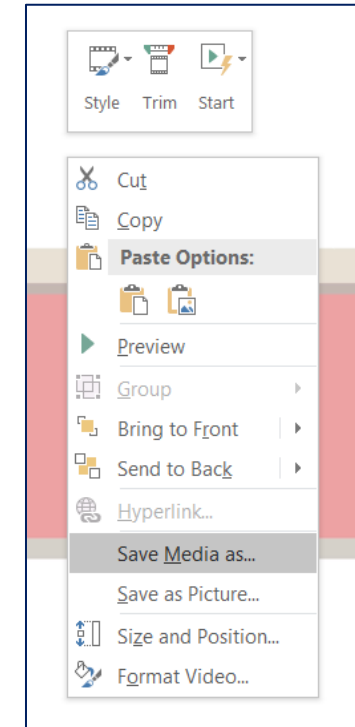 Style Trim Start
Cut
Copy
Paste Options:
Preview
Group
Bring to Front
Send to Back
Hyperlink...
Save Media as...
Save as Picture...
Size and Position...
Format Video...